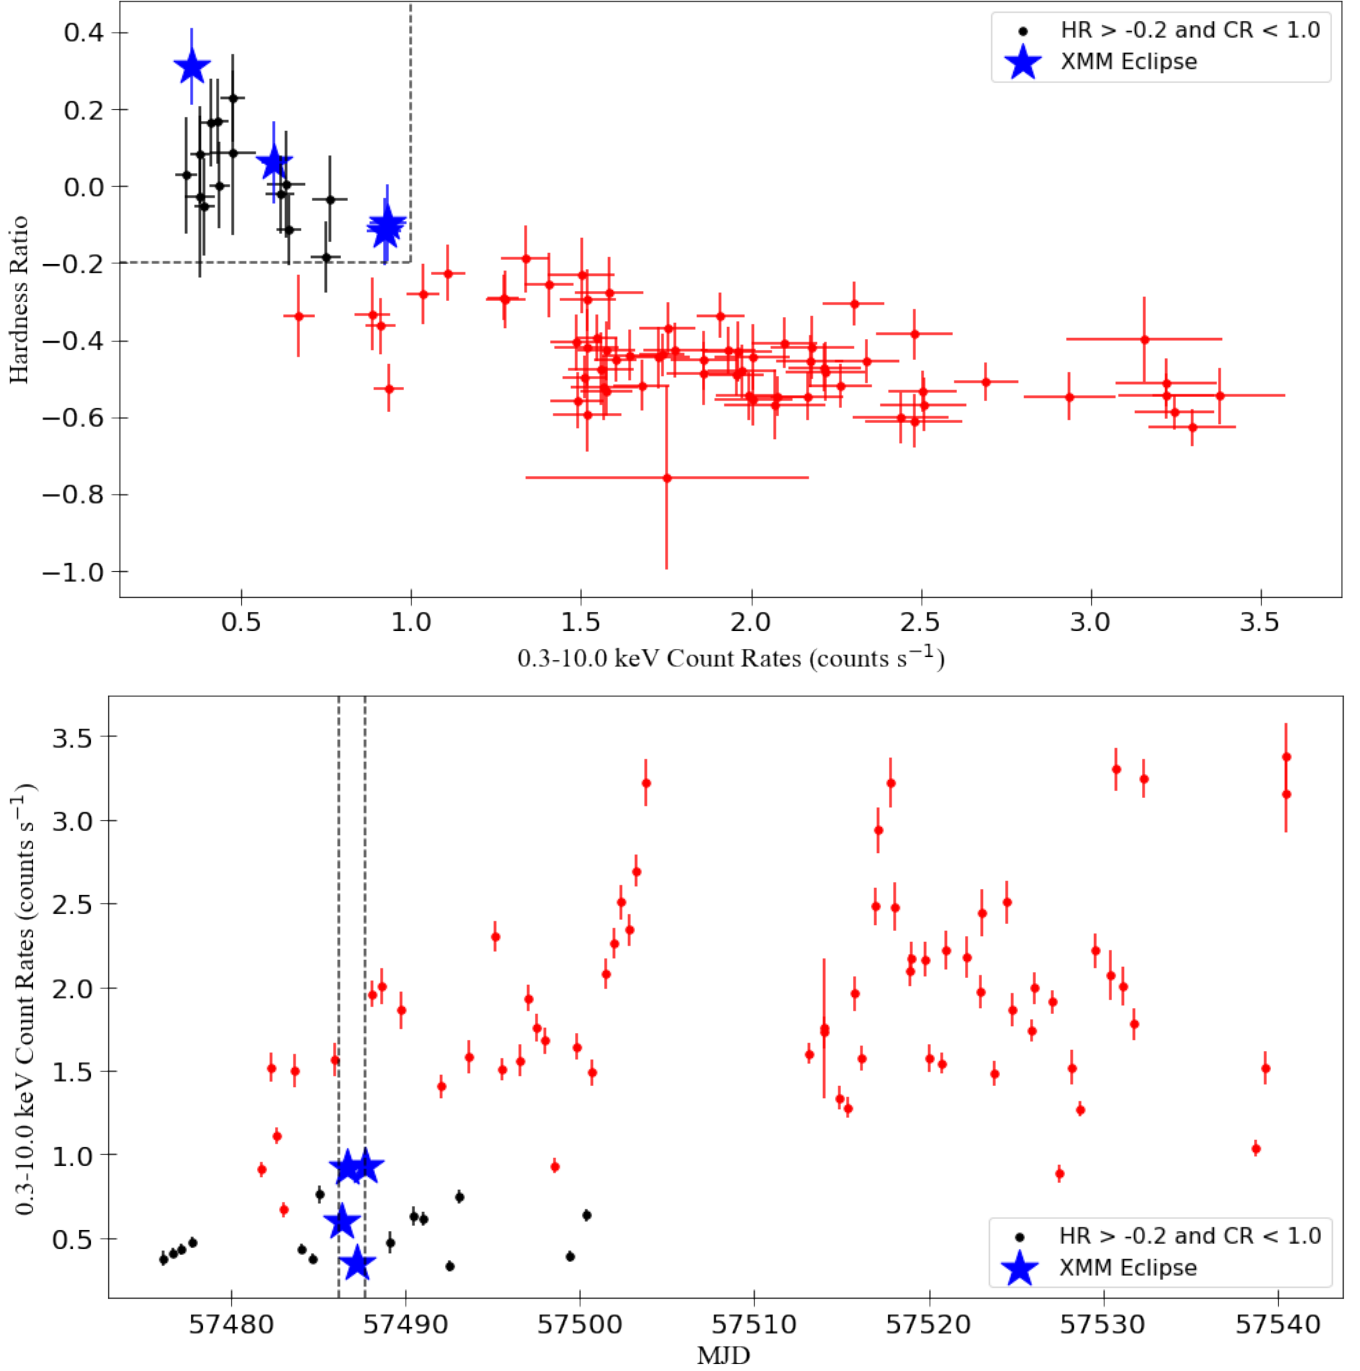 0.4
0.2
0.0
−0.2
−0.4
−0.6
−0.8
−1.0
Hardness Ratio
HR > -0.2 and CR < 1.0
XMM Eclipse
0.5 1.0 1.5 2.0 2.5 3.0 3.5
0.3-10.0 keV Count Rates (counts s⁻¹)
3.5
3.0
2.5
2.0
1.5
1.0
0.5
0.3-10.0 keV Count Rates (counts s⁻¹)
HR > -0.2 and CR < 1.0
XMM Eclipse
57480 57490 57500 57510 57520 57530 57540
MJD